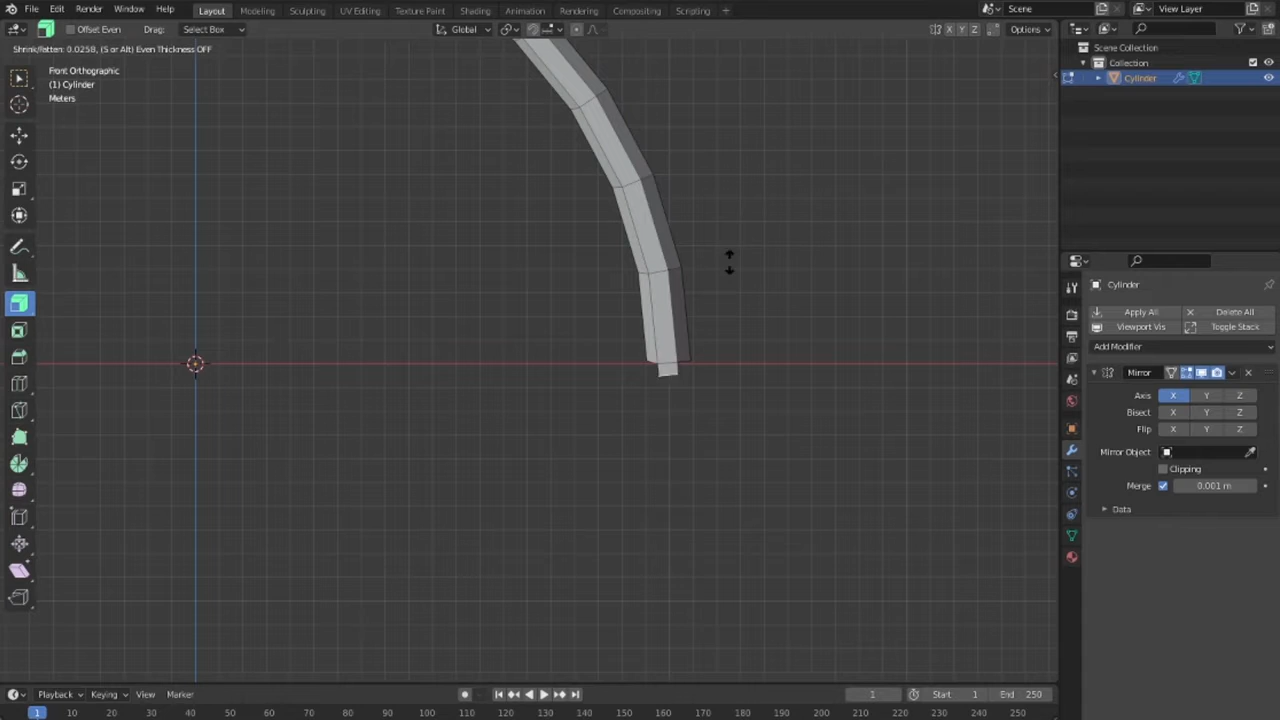 File Edit Render Window Help Layout Modeling Sculpting UV Editing Texture Paint Shading Animation Rendering Compositing Scripting + Scene View Layer
Offset Even Drag: Select Box Global X Y Z Options
Shrink/fatten: 0.0258, (S or Alt) Even Thickness OFF
Scene Collection
Collection
Cylinder
Front Orthographic
(1) Cylinder
Meters
Cylinder
Apply All Delete All
Viewport Vis Toggle Stack
Add Modifier
Mirror
Axis X Y Z
Bisect X Y Z
Flip X Y Z
Mirror Object
Clipping
Merge 0.001 m
Data
Playback Keying View Marker 1 Start 1 End 250
1 10 20 30 40 50 60 70 80 90 100 110 120 130 140 150 160 170 180 190 200 210 220 230 240 250